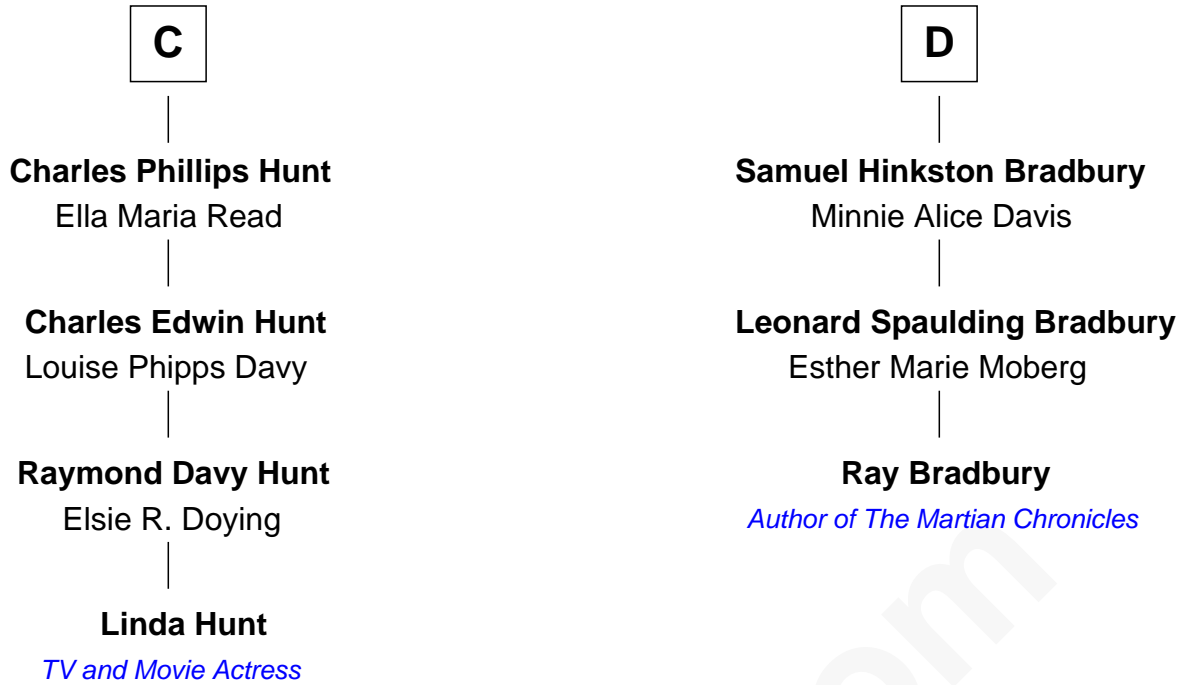 C
Charles Phillips Hunt
Ella Maria Read
Charles Edwin Hunt
Louise Phipps Davy
Raymond Davy Hunt
Elsie R. Doying
Linda Hunt
TV and Movie Actress
D
Samuel Hinkston Bradbury
Minnie Alice Davis
Leonard Spaulding Bradbury
Esther Marie Moberg
Ray Bradbury
Author of The Martian Chronicles
om